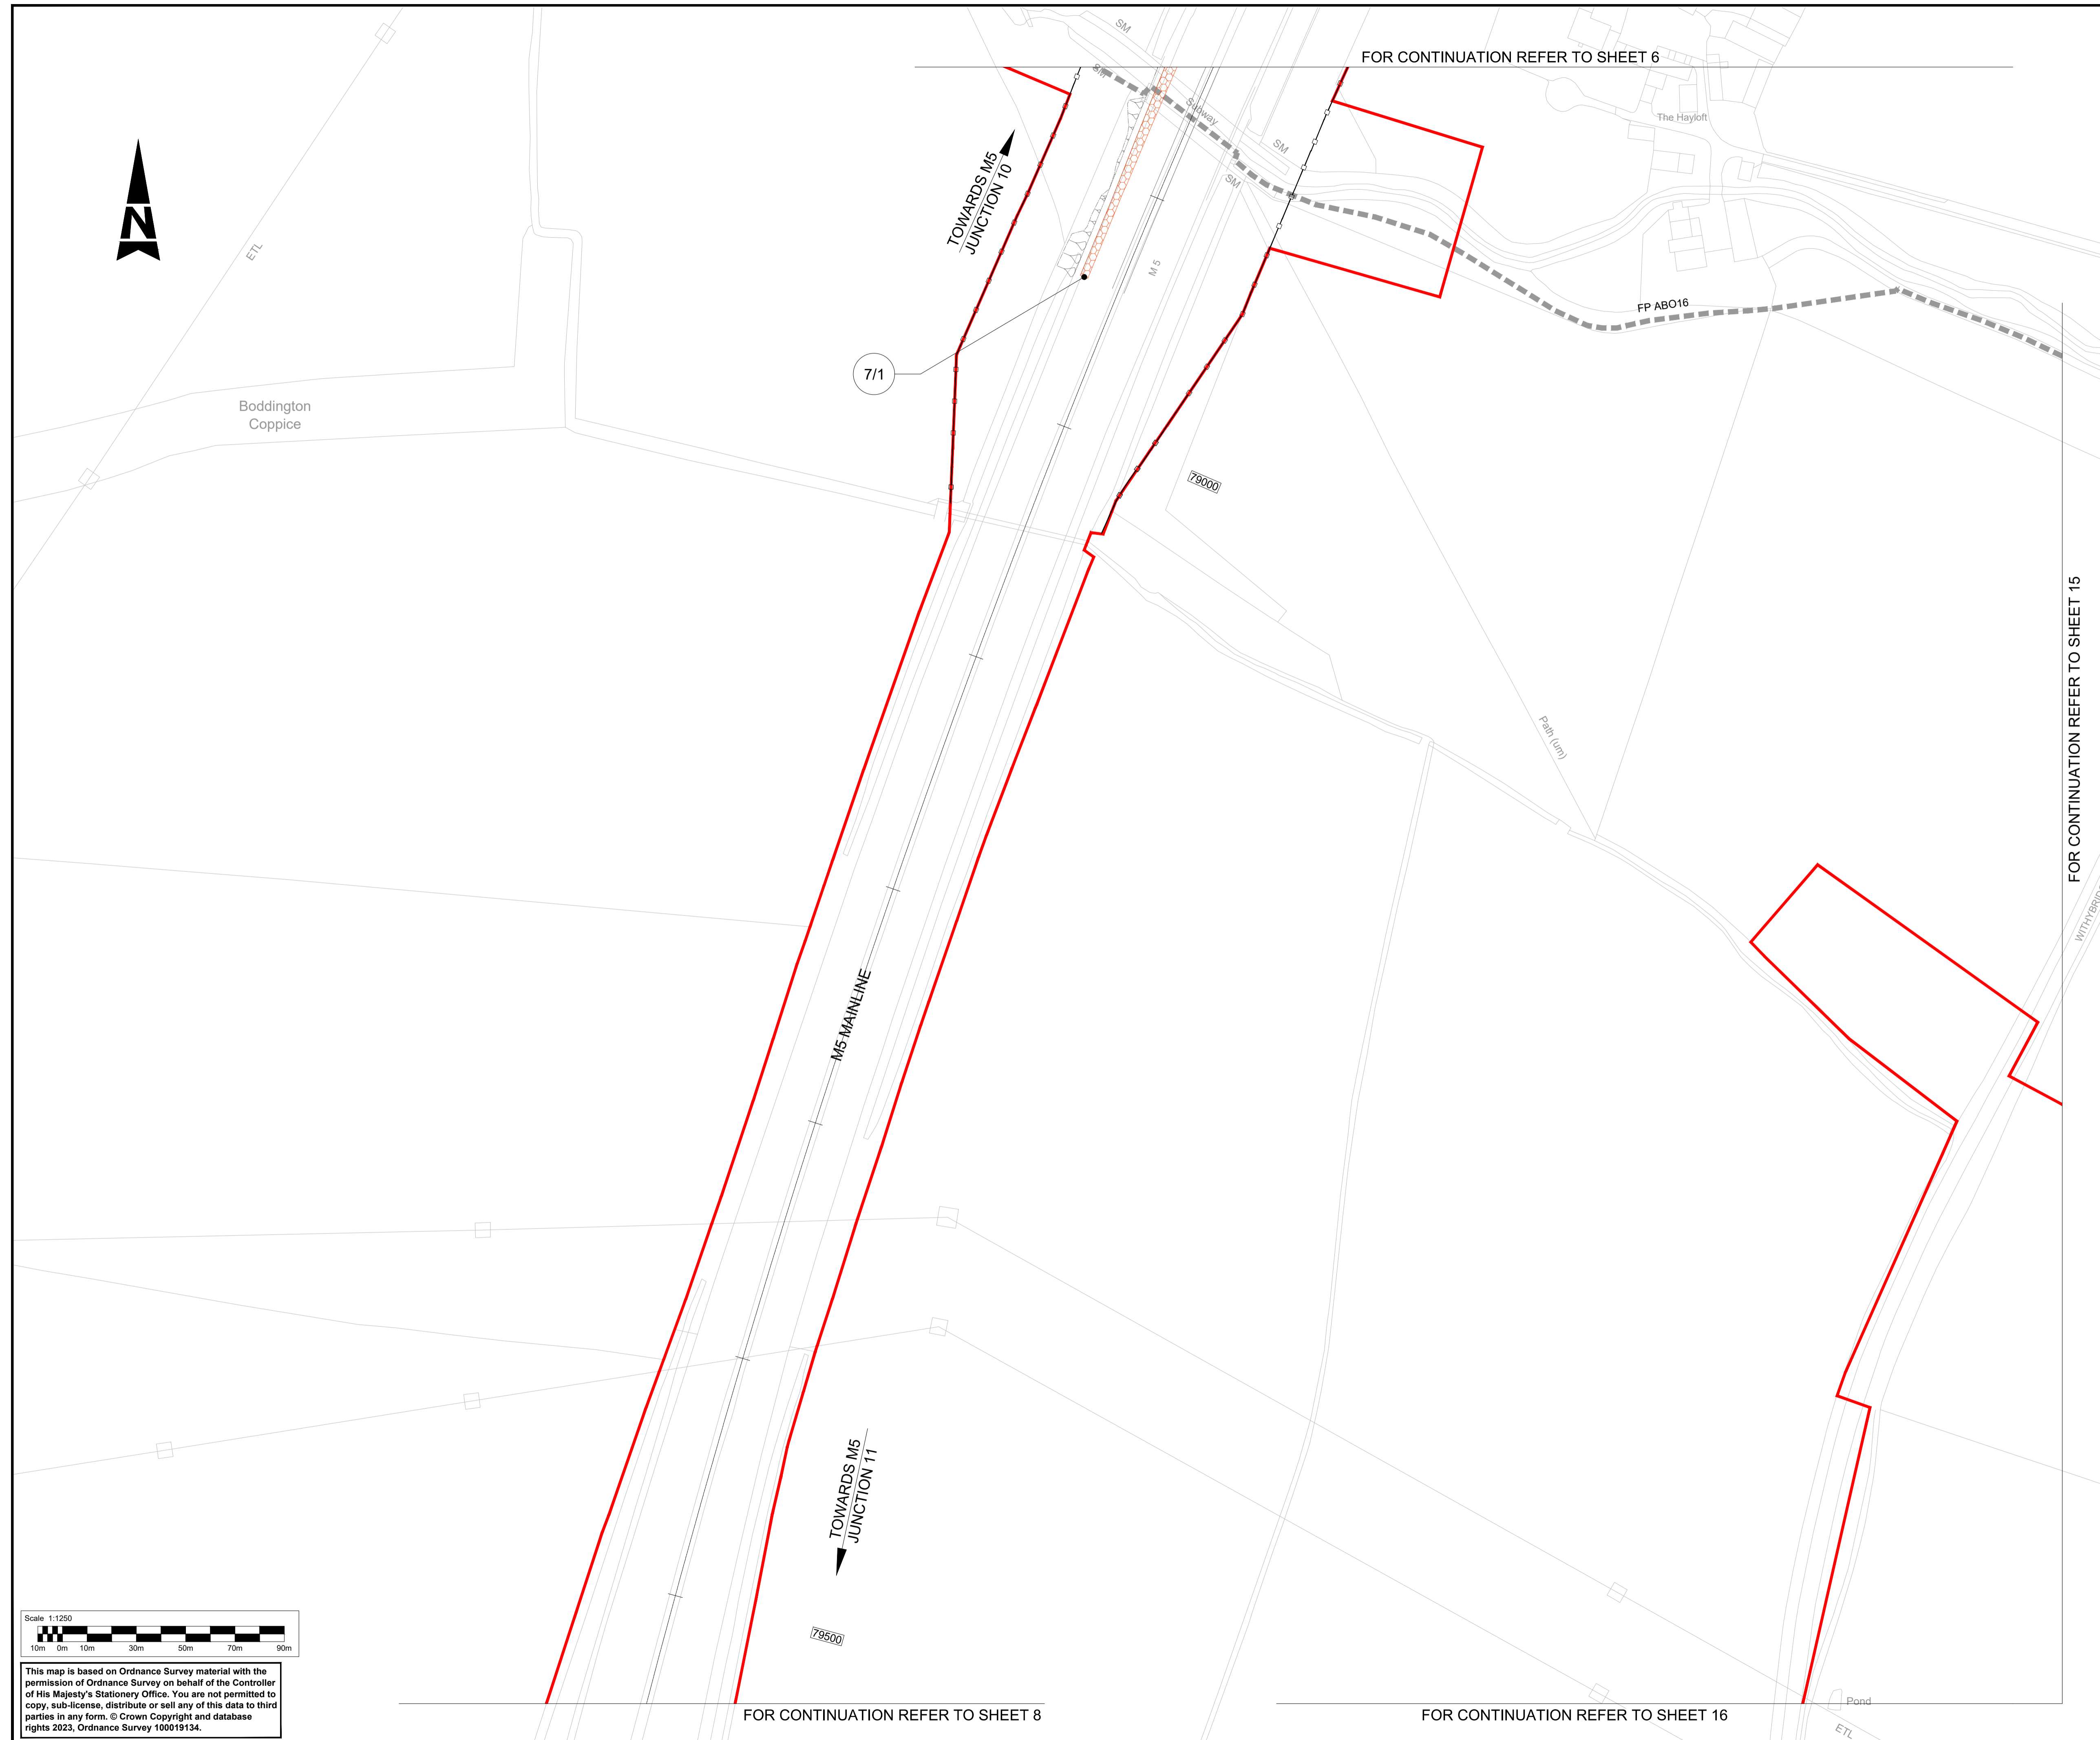 SM
FOR CONTINUATION REFER TO SHEET 6
SM
Subway
The Hayloft
SM
SM
N
TOWARDS M5
JUNCTION 10
ETL
M 5
FP ABO16
7/1
Boddington
Coppice
79000
FOR CONTINUATION REFER TO SHEET 15
Path (um)
M5 MAINLINE
TOWARDS M5
JUNCTION 11
79500
Scale 1:1250
10m 0m 10m 30m 50m 70m 90m
This map is based on Ordnance Survey material with the
permission of Ordnance Survey on behalf of the Controller
of His Majesty's Stationery Office. You are not permitted to
copy, sub-license, distribute or sell any of this data to third
parties in any form. © Crown Copyright and database
rights 2023, Ordnance Survey 100019134.
FOR CONTINUATION REFER TO SHEET 8
FOR CONTINUATION REFER TO SHEET 16
Pond
ETL